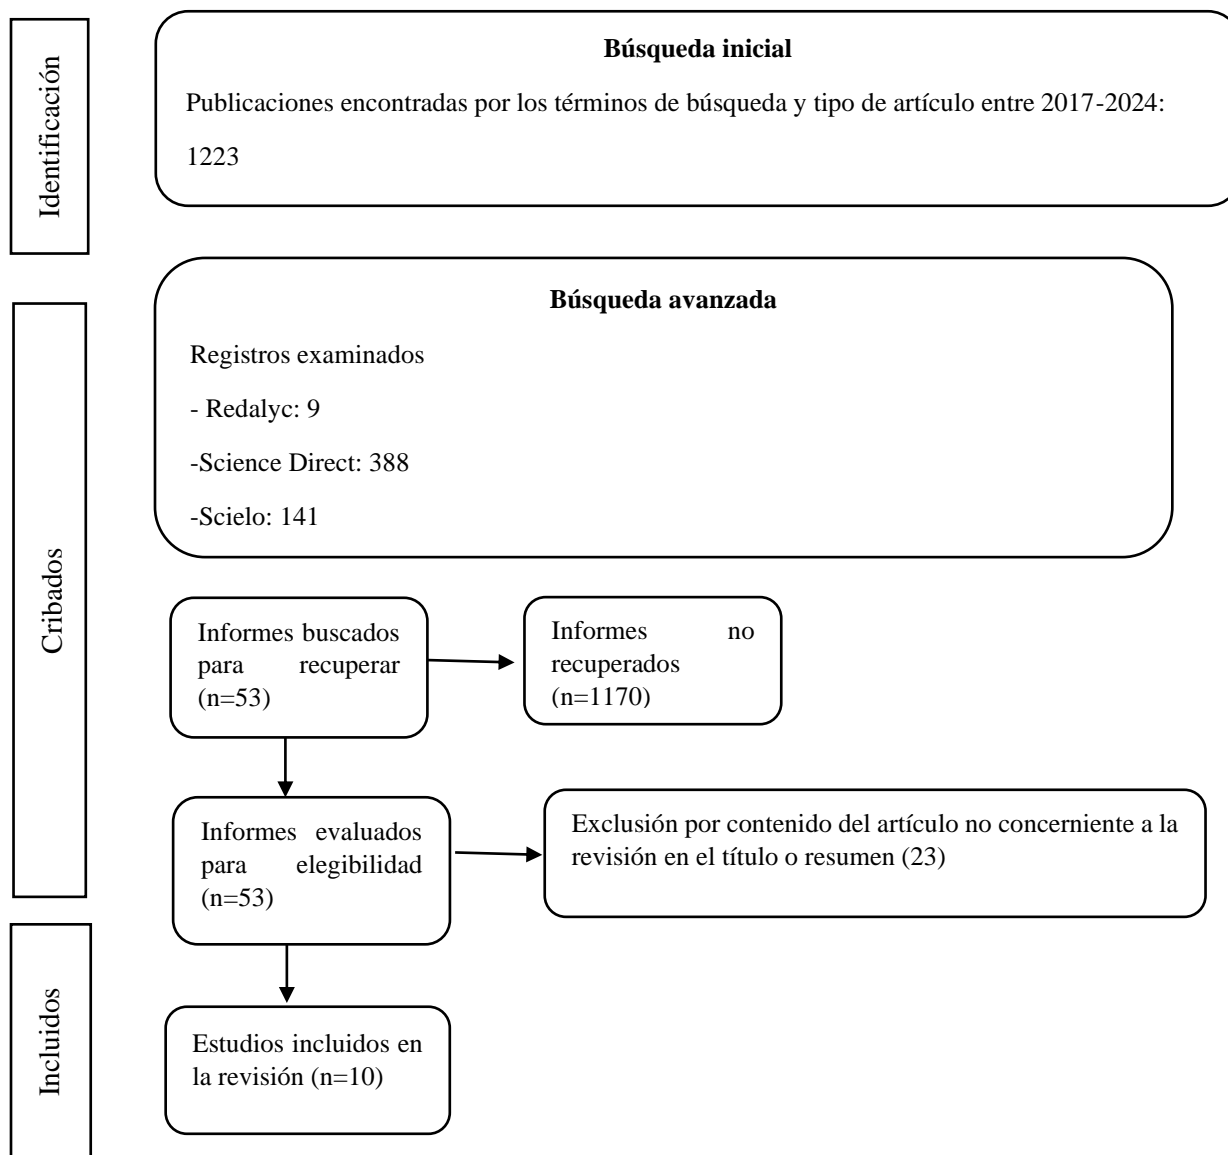 Identificación
Búsqueda inicial
Publicaciones encontradas por los términos de búsqueda y tipo de artículo entre 2017-2024:
1223
Cribados
Búsqueda avanzada
Registros examinados
- Redalyc: 9
-Science Direct: 388
-Scielo: 141
Informes buscados
para recuperar
(n=53)
Informes no
recuperados
(n=1170)
Informes evaluados
para elegibilidad
(n=53)
Exclusión por contenido del artículo no concerniente a la
revisión en el título o resumen (23)
Incluidos
Estudios incluidos en
la revisión (n=10)